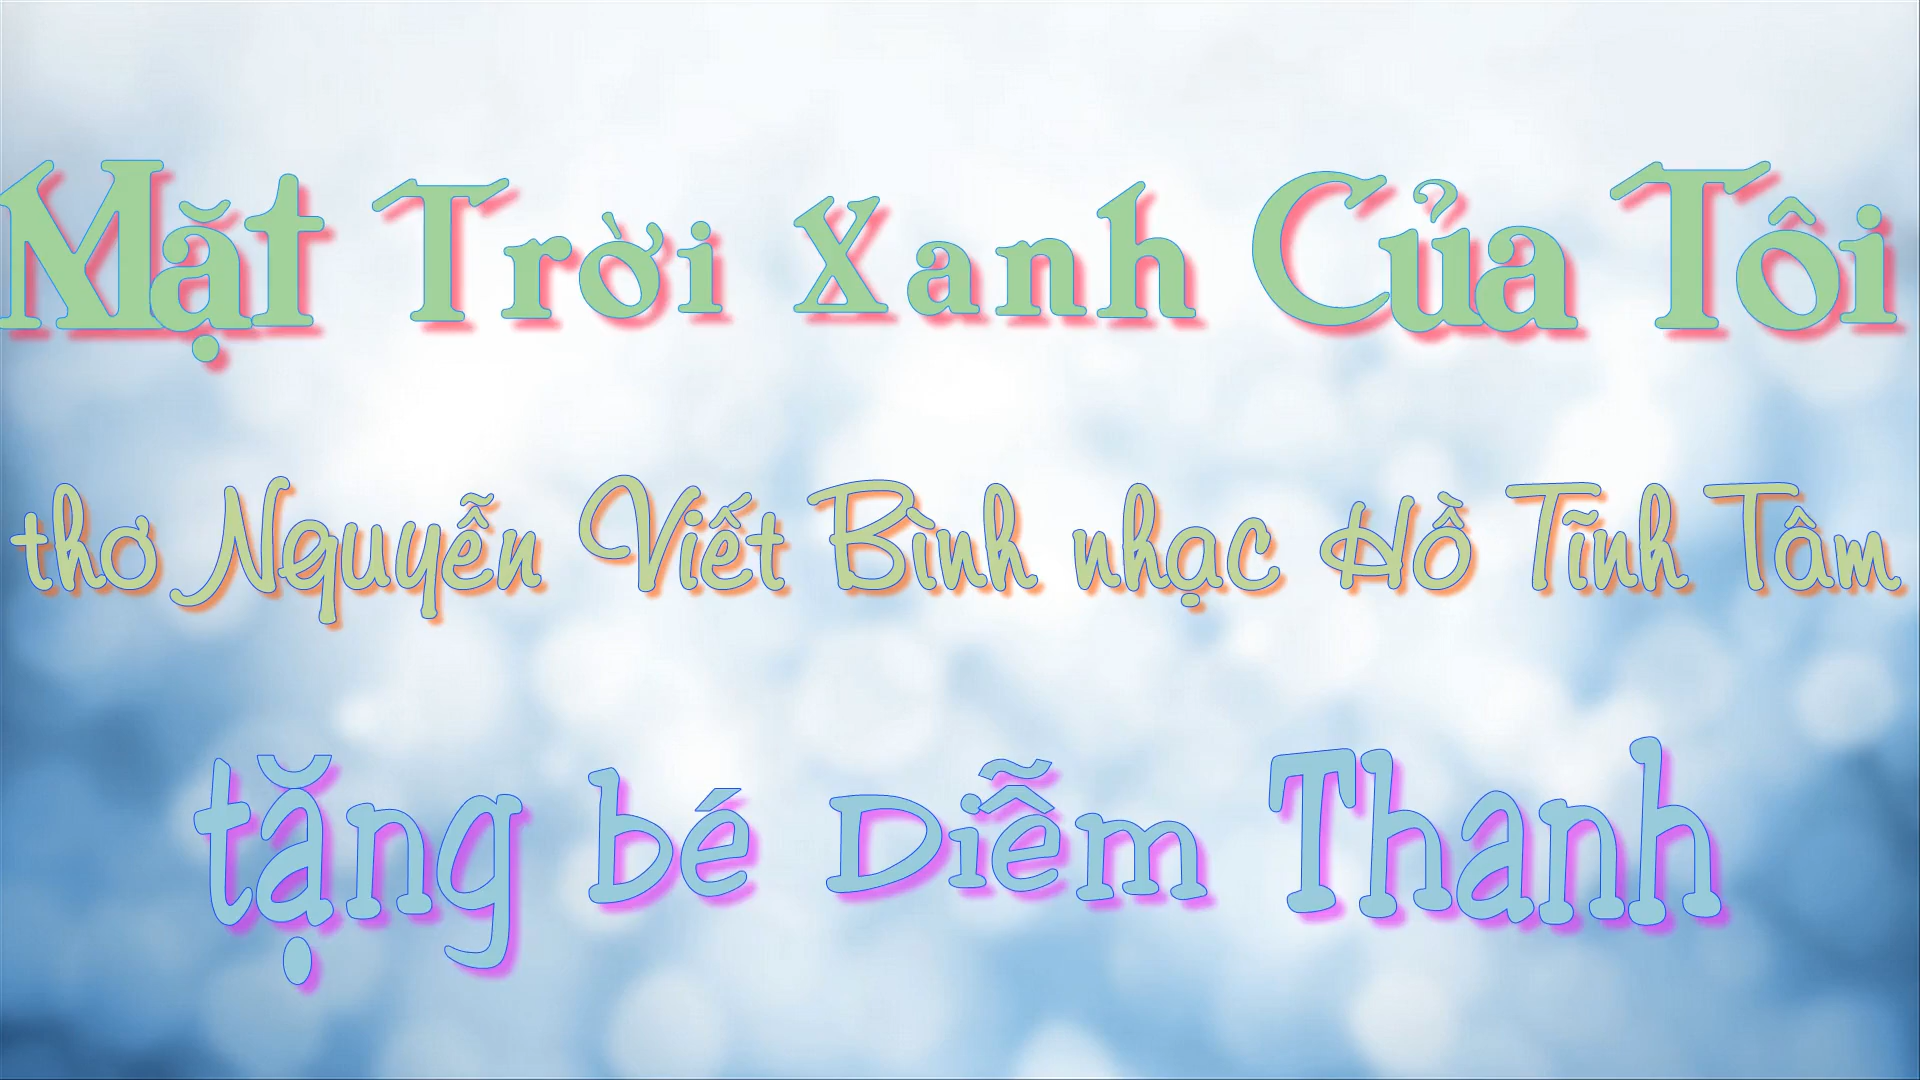 Mặt Trời Xanh Của Tôi
thơ Nguyễn Viết Bình nhạc Hồ Tĩnh Tâm
tặng bé Diễm Thanh